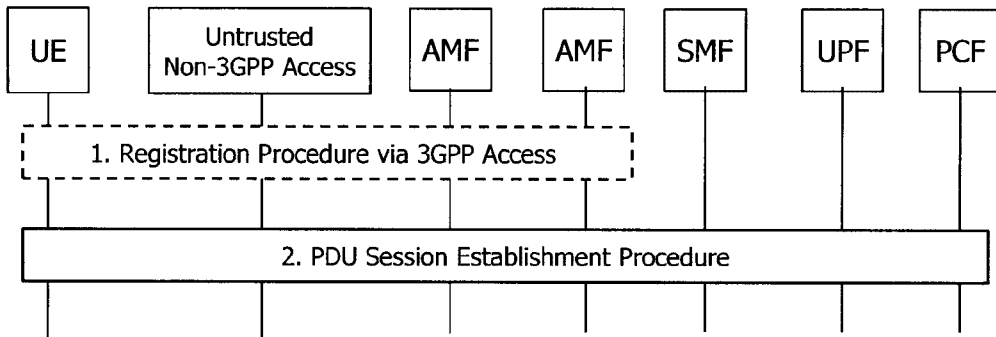 UE
Untrusted
Non-3GPP Access
AMF
AMF
SMF
UPF
PCF
1. Registration Procedure via 3GPP Access
2. PDU Session Establishment Procedure